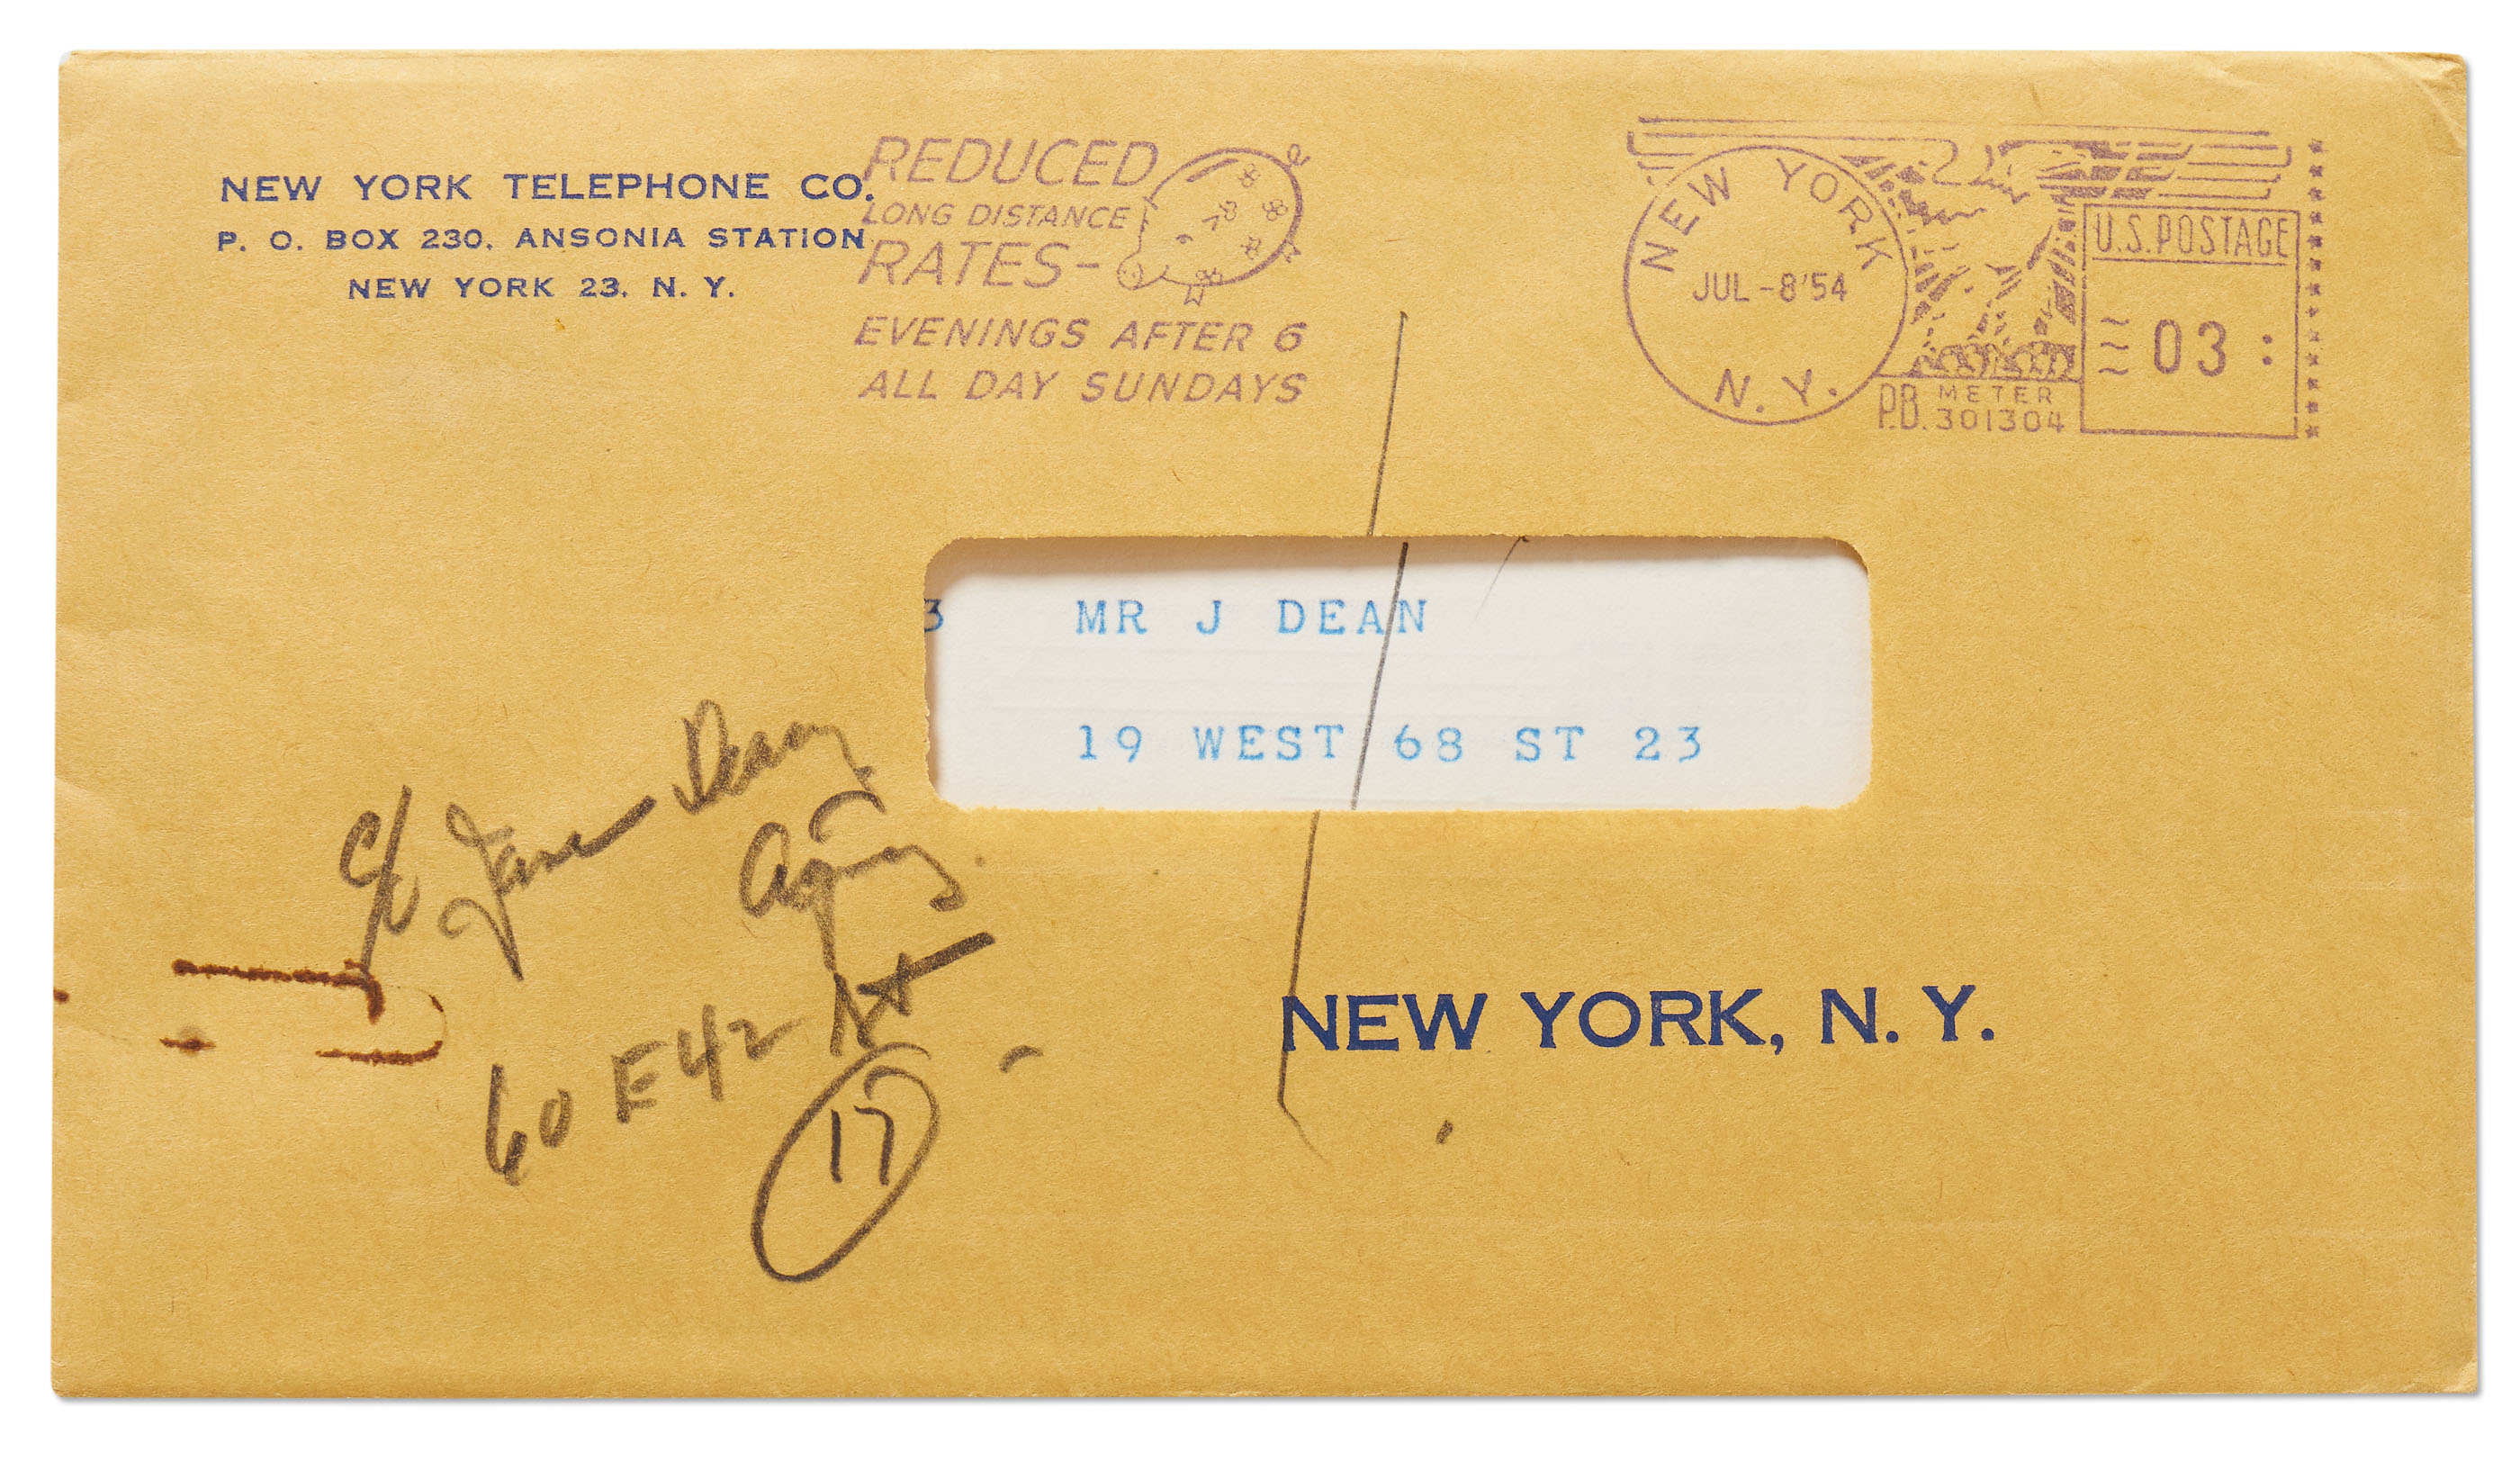 NEW YORK TELEPHONE CO.
P. O. BOX 230, ANSONIA STATION
NEW YORK 23, N. Y.
REDUCED
LONG DISTANCE
RATES-
EVENINGS AFTER 6
ALL DAY SUNDAYS
NEW YORK
JUL-8'54
N. Y.
P.B. METER
301304
U.S. POSTAGE
03
3 MR J DEAN
19 WEST 68 ST 23
c/o Jane Deacy
Agency
60 E 42 St
17
NEW YORK, N. Y.